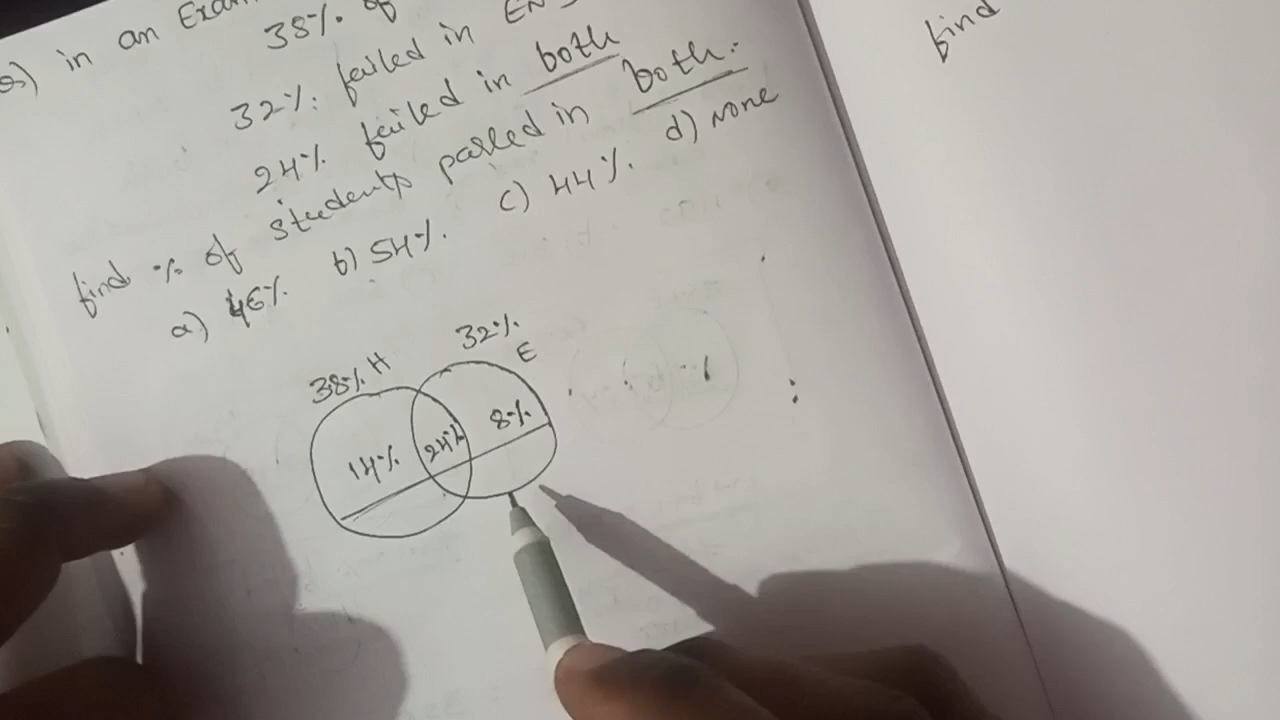 in an Exam
38% of
32% failed in EN
24% failed in both
find % of students passed in both.
a) 46% b) 54% c) 44% d) None
38% H 32% E
14% 24% 8%
find